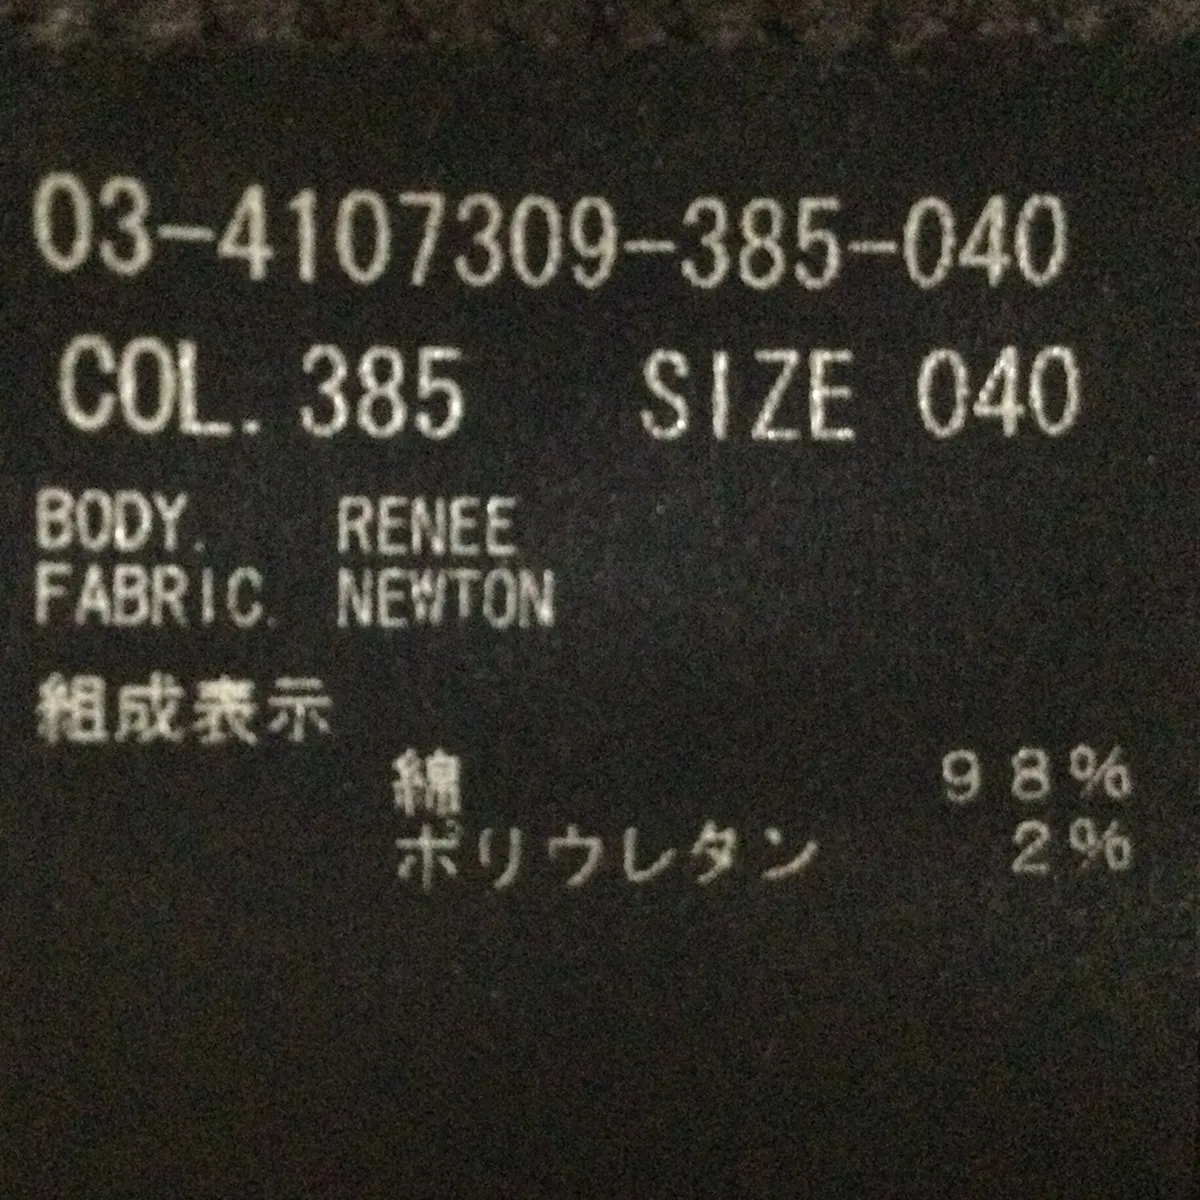 03-4107309-385-040
COL. 385 SIZE 040
BODY. RENEE
FABRIC. NEWTON
組成表示
綿 98%
ポリウレタン 2%